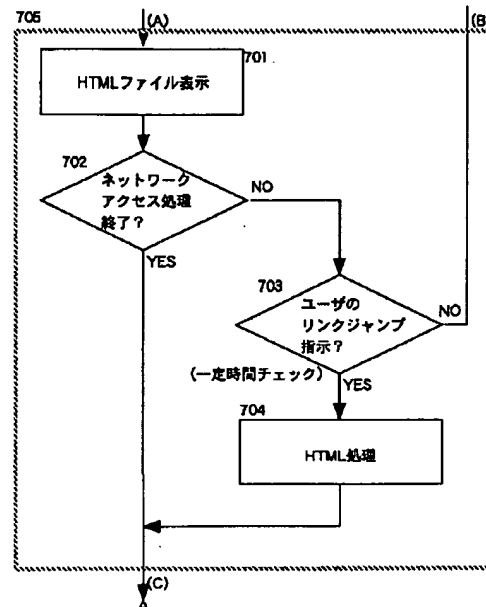 705
(A)
(B
701
HTMLファイル表示
702
ネットワーク
アクセス処理
終了?
NO
YES
703
ユーザの
リンクジャンプ
指示?
NO
(一定時間チェック)
YES
704
HTML処理
(C)